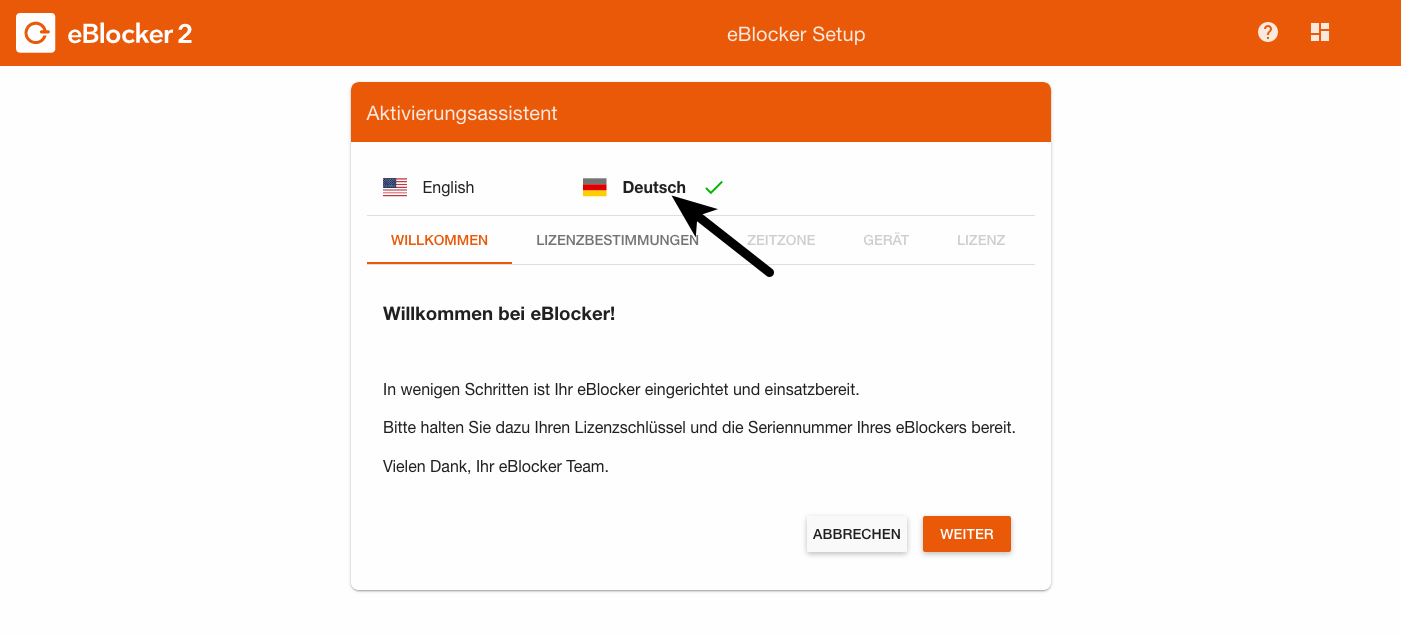 eBlocker 2
eBlocker Setup
Aktivierungsassistent
English
Deutsch
WILLKOMMEN
LIZENZBESTIMMUNGEN
ZEITZONE
GERÄT
LIZENZ
Willkommen bei eBlocker!
In wenigen Schritten ist Ihr eBlocker eingerichtet und einsatzbereit.
Bitte halten Sie dazu Ihren Lizenzschlüssel und die Seriennummer Ihres eBlockers bereit.
Vielen Dank, Ihr eBlocker Team.
ABBRECHEN
WEITER